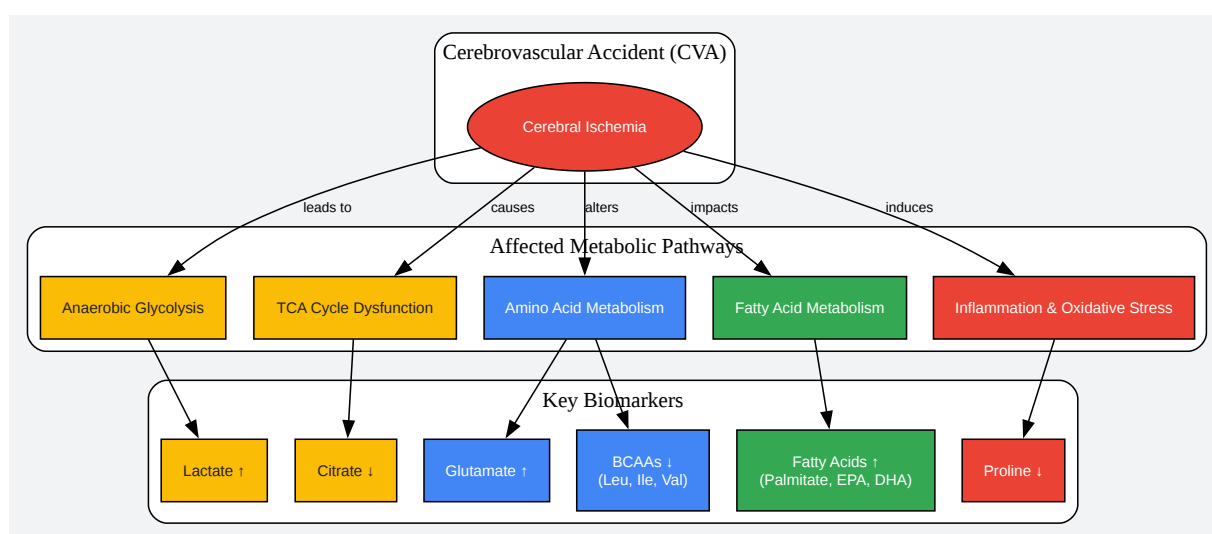 Cerebrovascular Accident (CVA)
Cerebral Ischemia
leads to
causes
alters
impacts
induces
Affected Metabolic Pathways
Anaerobic Glycolysis
TCA Cycle Dysfunction
Amino Acid Metabolism
Fatty Acid Metabolism
Inflammation & Oxidative Stress
Key Biomarkers
Lactate ↑
Citrate ↓
Glutamate ↑
BCAAs ↓
(Leu, Ile, Val)
Fatty Acids ↑
(Palmitate, EPA, DHA)
Proline ↓